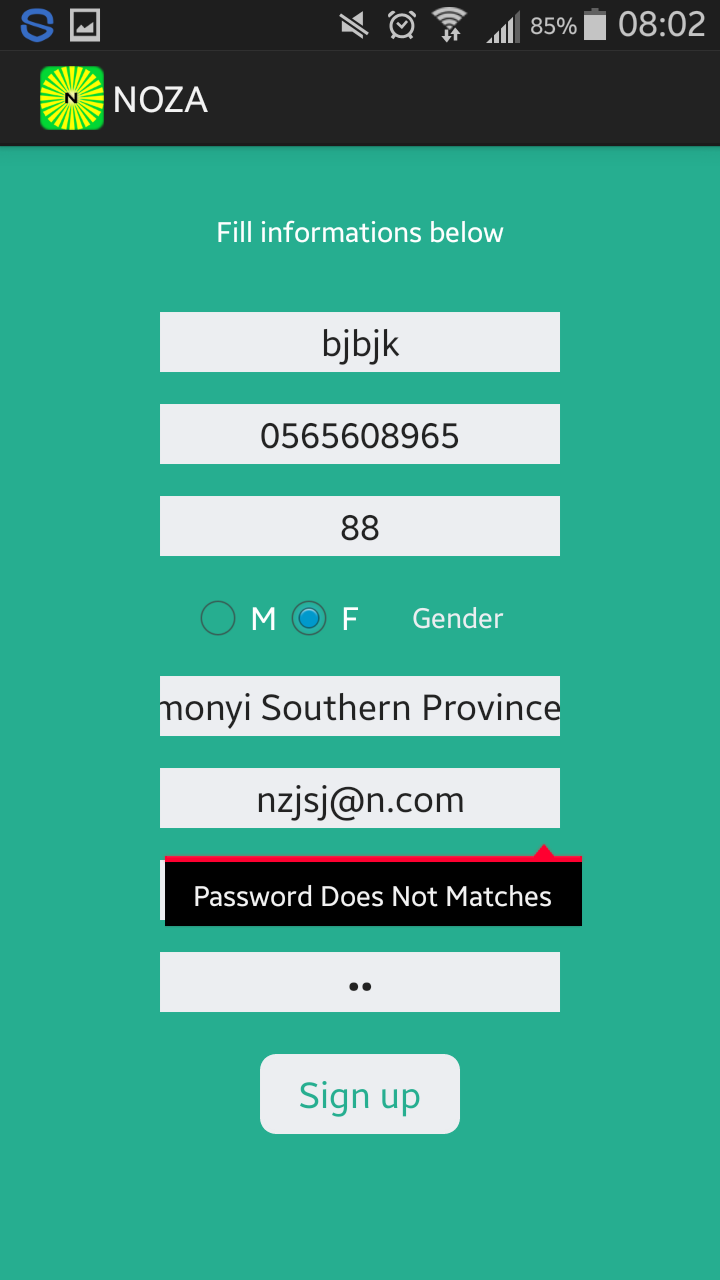 85% 08:02
N NOZA
Fill informations below
bjbjk
0565608965
88
M F Gender
monyi Southern Province
nzjsj@n.com
Password Does Not Matches
••
Sign up